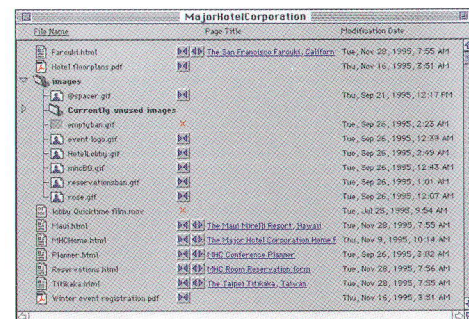 MajorHotelCorporation
File Name Page Title Modification Date
Farouki.html The San Francisco Farouki, Californ Tue, Nov 28, 1995, 7:55 AM
Hotel floorplans.pdf Thu, Nov 16, 1995, 3:51 AM
images
@spacer.gif Thu, Sep 21, 1995, 12:17 PM
Currently unused images
emptyban.gif Tue, Sep 26, 1995, 2:23 AM
event logo.gif Tue, Sep 26, 1995, 12:39 AM
HotelLobby.gif Tue, Sep 26, 1995, 2:49 AM
mhcBG.gif Tue, Sep 26, 1995, 12:43 AM
reservationsban.gif Tue, Sep 26, 1995, 1:01 AM
rose.gif Tue, Sep 26, 1995, 12:07 AM
lobby Quicktime film.mov Tue, Jul 25, 1995, 9:54 AM
Maui.html The Maui Mirelli Resort, Hawaii Tue, Nov 28, 1995, 7:55 AM
MHCHome.html The Major Hotel Corporation Home P Thu, Nov 9, 1995, 10:14 AM
Planner.html MHC Conference Planner Tue, Sep 26, 1995, 3:02 AM
Reservations.html MHC Room Reservation form Tue, Nov 28, 1995, 7:56 AM
Titikaka.html The Taipei Titikaka, Taiwan Tue, Nov 28, 1995, 7:55 AM
Winter event registration.pdf Thu, Nov 16, 1995, 3:51 AM